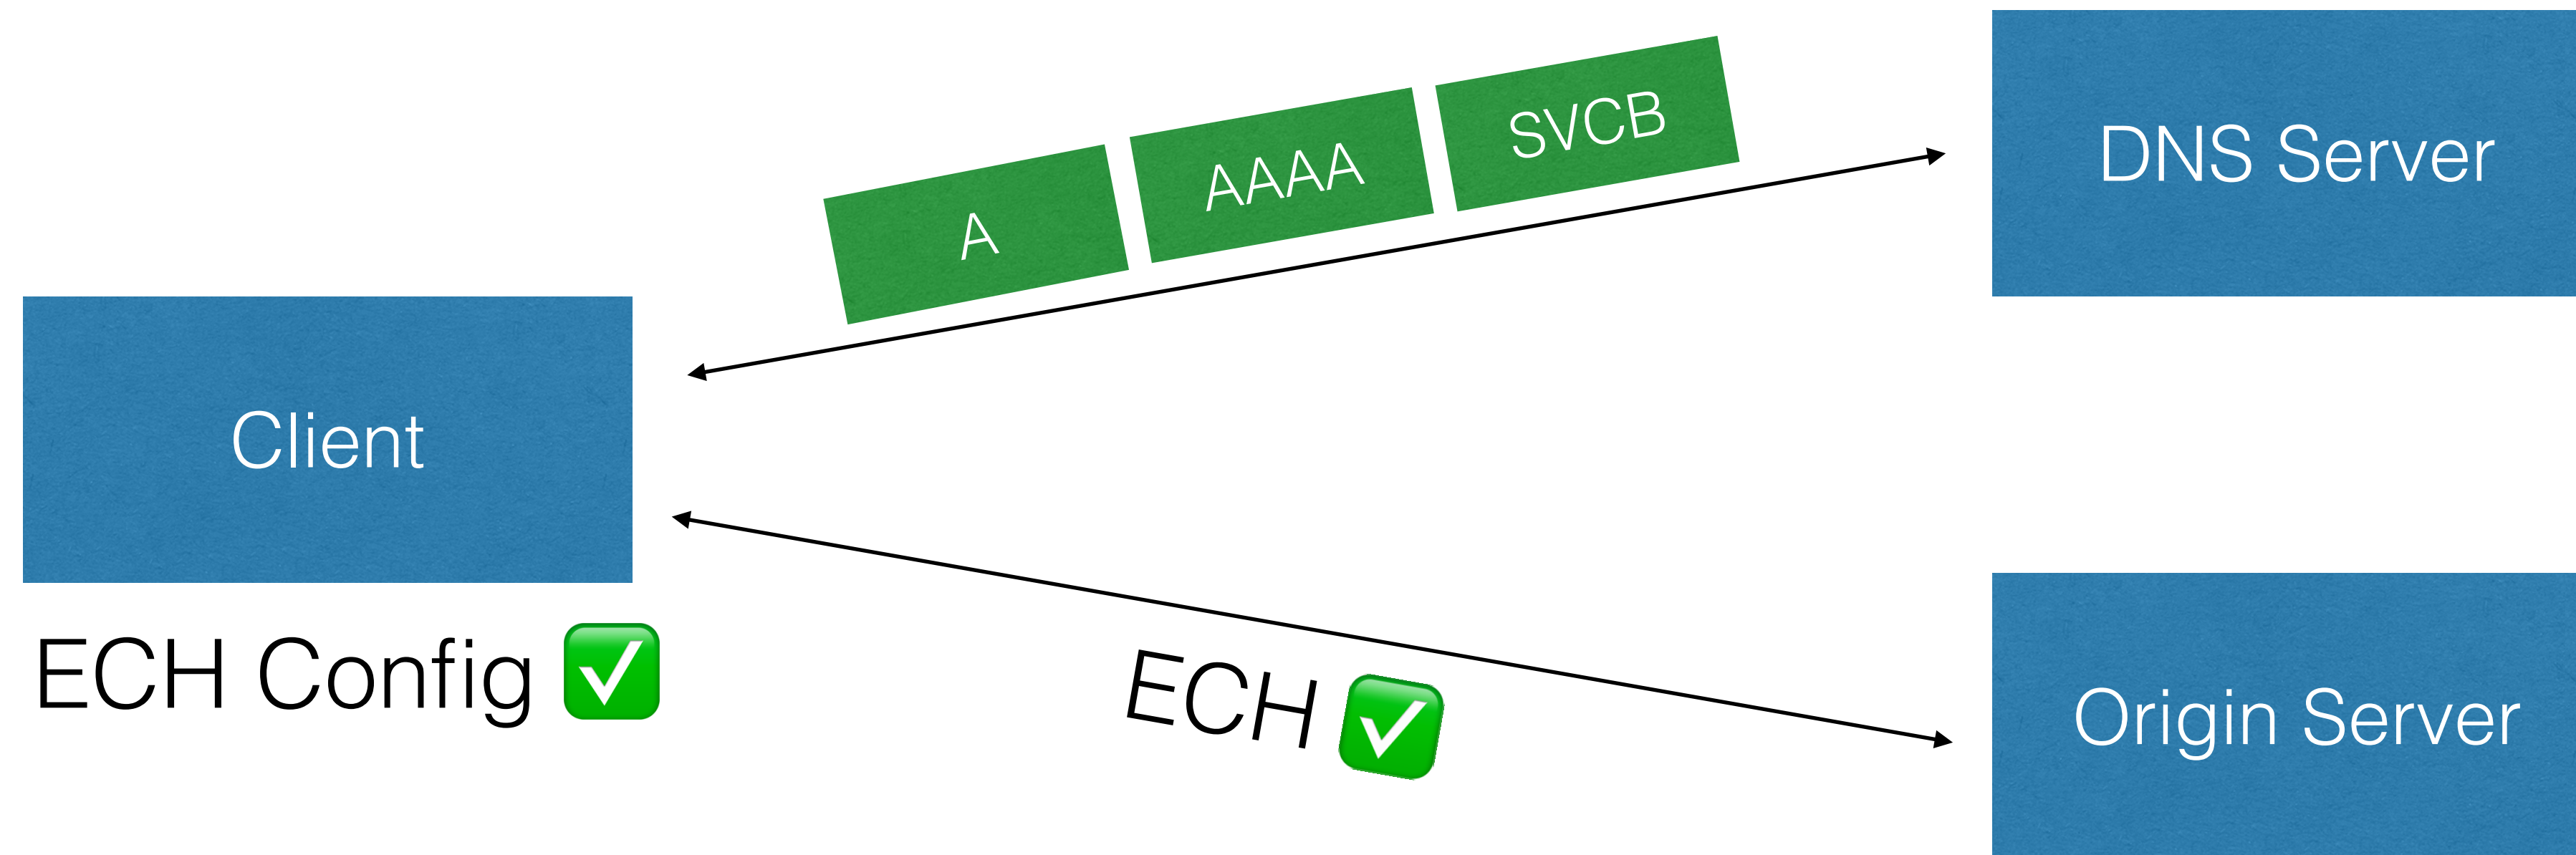 A
AAAA
SVCB
DNS Server
Client
ECH Config ✅
ECH ✅
Origin Server